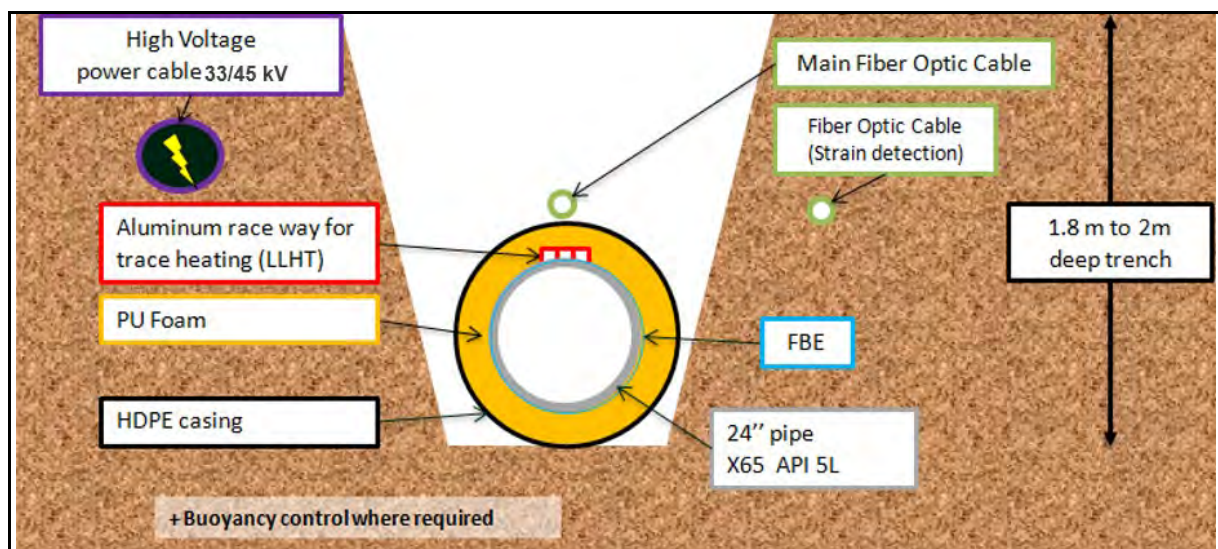 High Voltage
power cable 33/45 kV
Main Fiber Optic Cable
Fiber Optic Cable
(Strain detection)
Aluminum race way for
trace heating (LLHT)
1.8 m to 2m
deep trench
PU Foam
FBE
HDPE casing
24’’ pipe
X65 API 5L
+ Buoyancy control where required